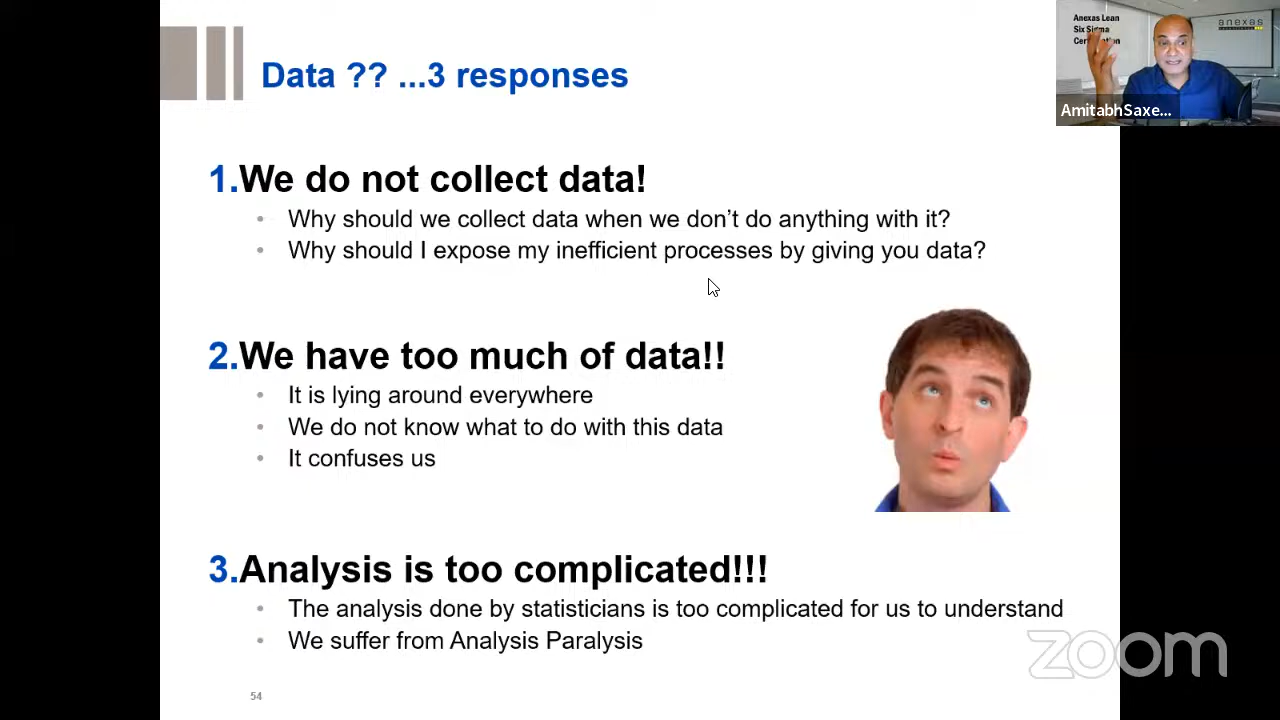 Data ?? ...3 responses
Anexas Lean
Six Sigma
Certification
anexas
AmitabhSaxe...
1.We do not collect data!
• Why should we collect data when we don't do anything with it?
• Why should I expose my inefficient processes by giving you data?
2.We have too much of data!!
• It is lying around everywhere
• We do not know what to do with this data
• It confuses us
3.Analysis is too complicated!!!
• The analysis done by statisticians is too complicated for us to understand
• We suffer from Analysis Paralysis
zoom
54